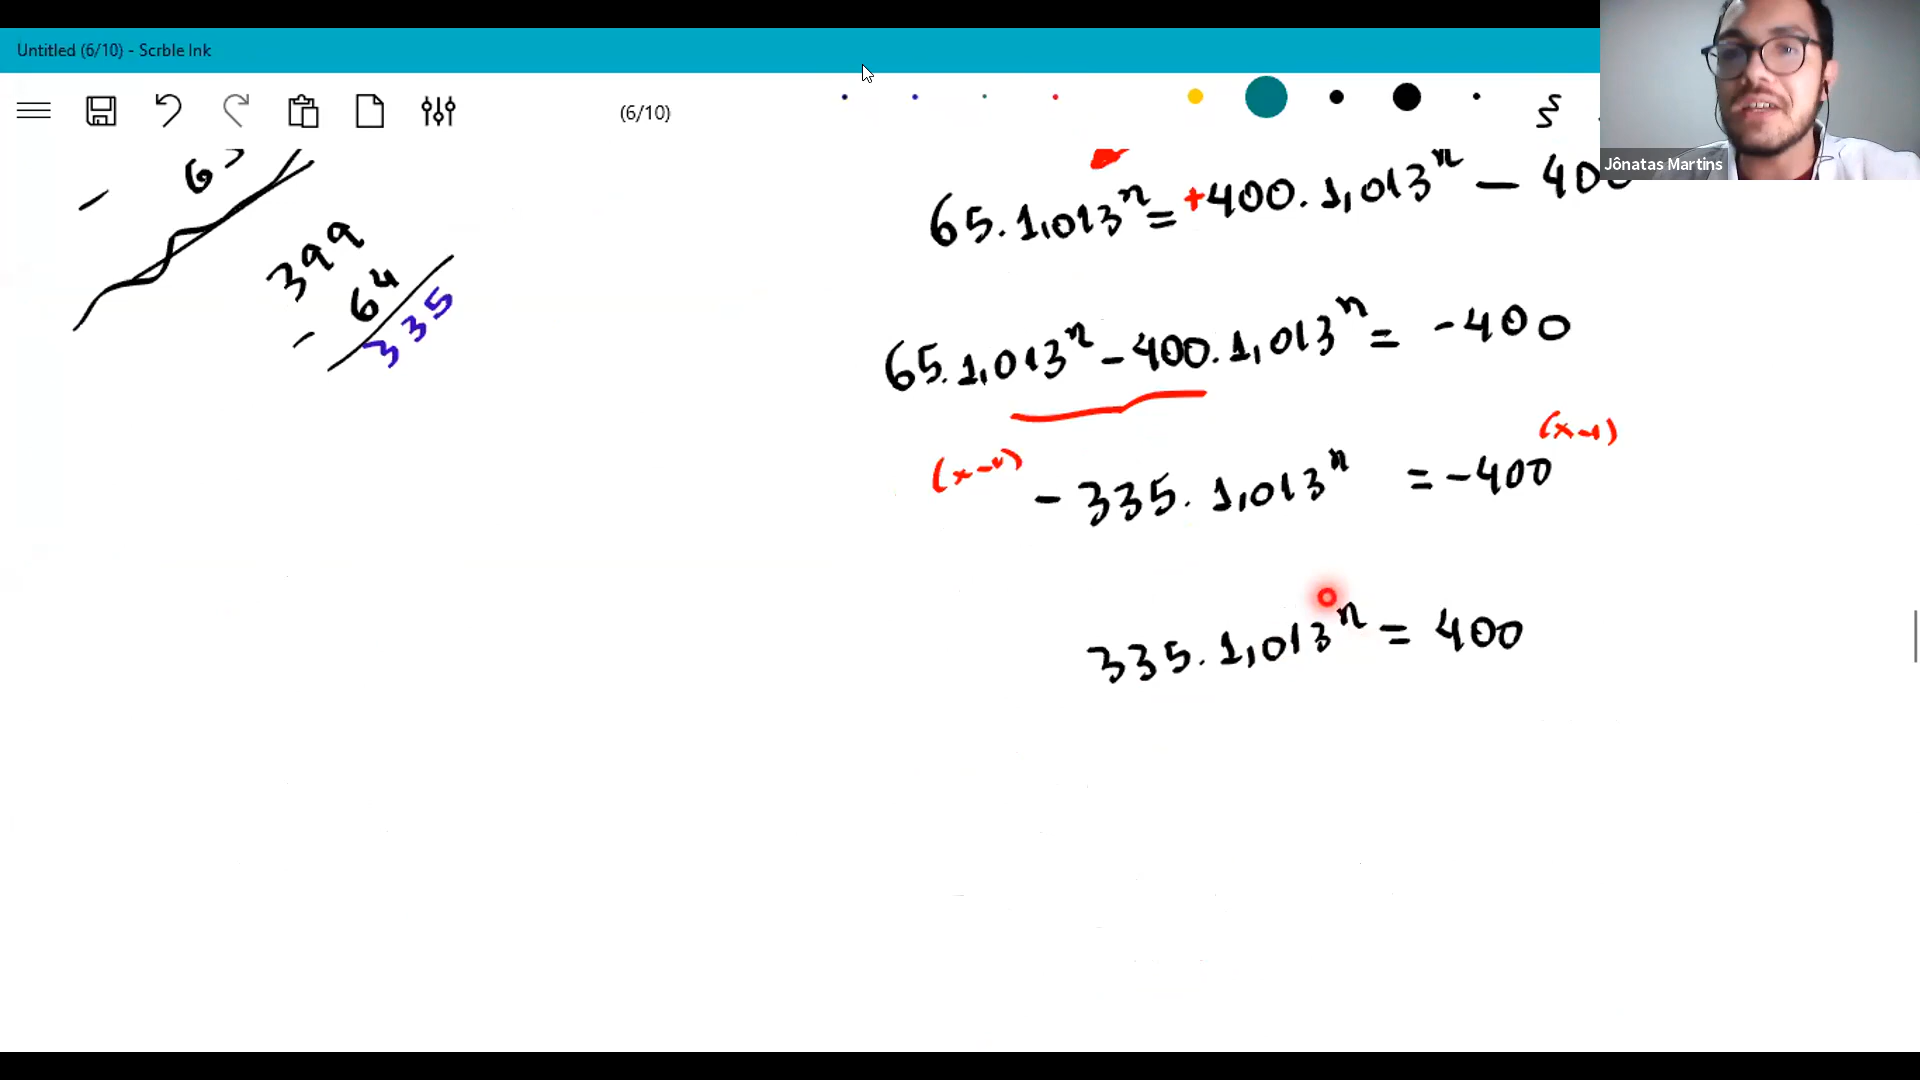 Untitled (6/10) - Scrble Ink
(6/10)
Jônatas Martins
399
- 64
335
65. 1,013ⁿ = +400. 1,013ⁿ - 400
65. 1,013ⁿ - 400. 1,013ⁿ = -400
(x-1) - 335. 1,013ⁿ = -400 (x-1)
335. 1,013ⁿ = 400